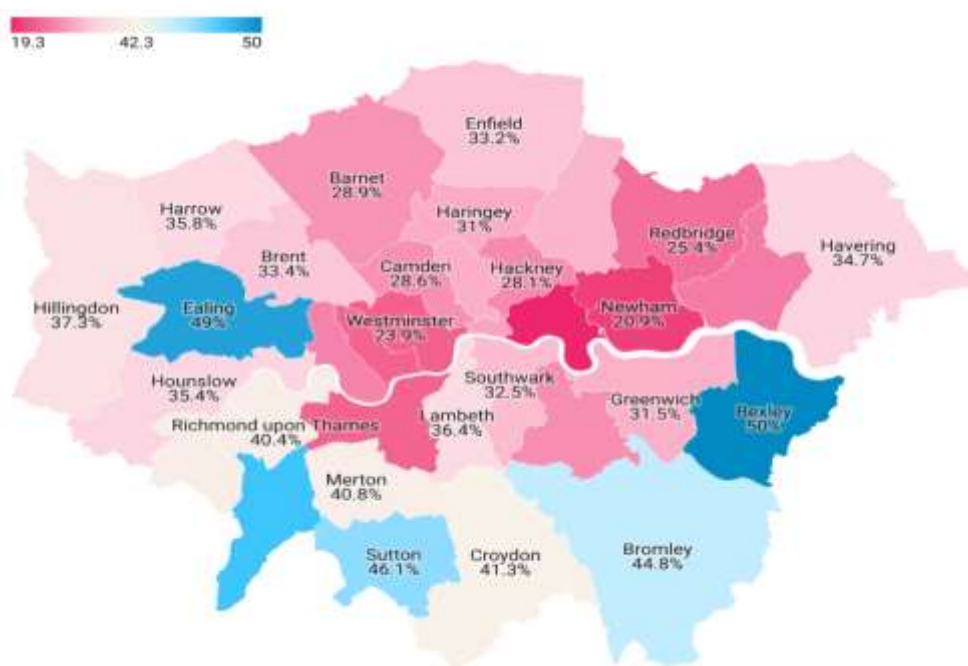 19.3 42.3 50
Enfield
33.2%
Barnet
28.9%
Harrow
35.8%
Haringey
31%
Redbridge
25.4%
Havering
34.7%
Brent
33.4%
Camden
28.6%
Hackney
28.1%
Hillingdon
37.3%
Ealing
49%
Westminster
23.9%
Newham
20.9%
Hounslow
35.4%
Southwark
32.5%
Greenwich
31.5%
Bexley
50%
Richmond upon Thames
40.4%
Lambeth
36.4%
Merton
40.8%
Sutton
46.1%
Croydon
41.3%
Bromley
44.8%